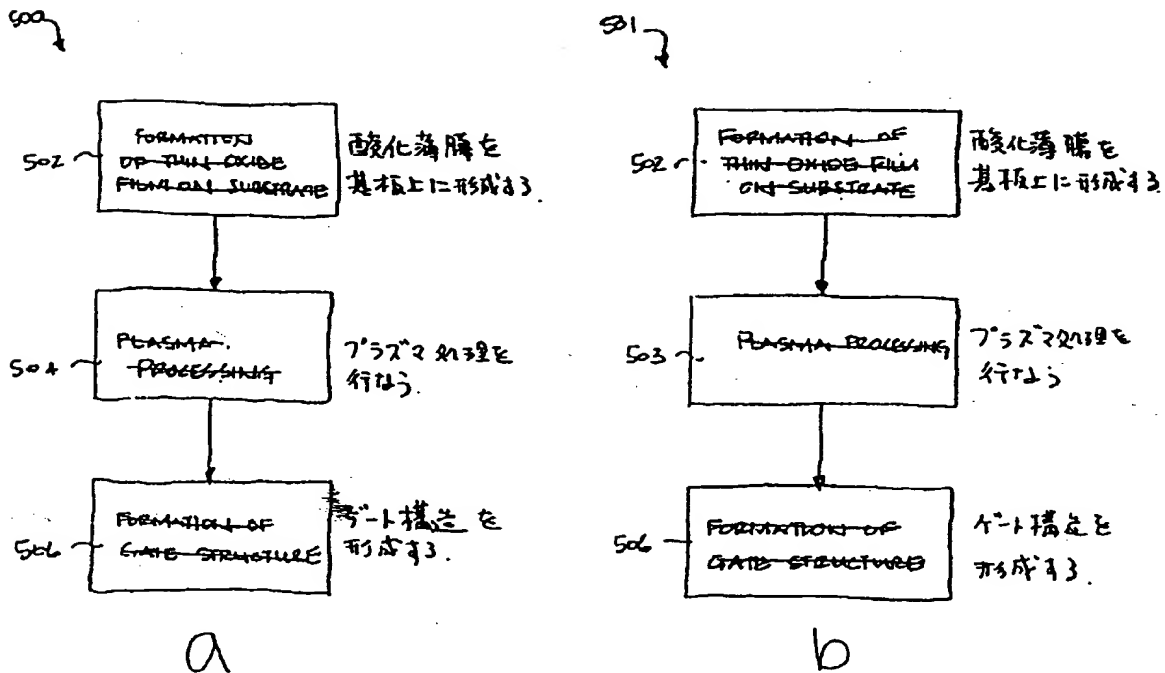 500
502
FORMATION
OF THIN OXIDE
FILM ON SUBSTRATE
酸化薄膜を
基板上に形成する.
504
PLASMA
PROCESSING
プラズマ処理を
行なう.
506
FORMATION OF
GATE STRUCTURE
ゲート構造を
形成する.
a
501
502
FORMATION OF
THIN OXIDE FILM
ON SUBSTRATE
酸化薄膜を
基板上に形成する
503
PLASMA PROCESSING
プラズマ処理を
行なう
506
FORMATION OF
GATE STRUCTURE
ゲート構造を
形成する.
b